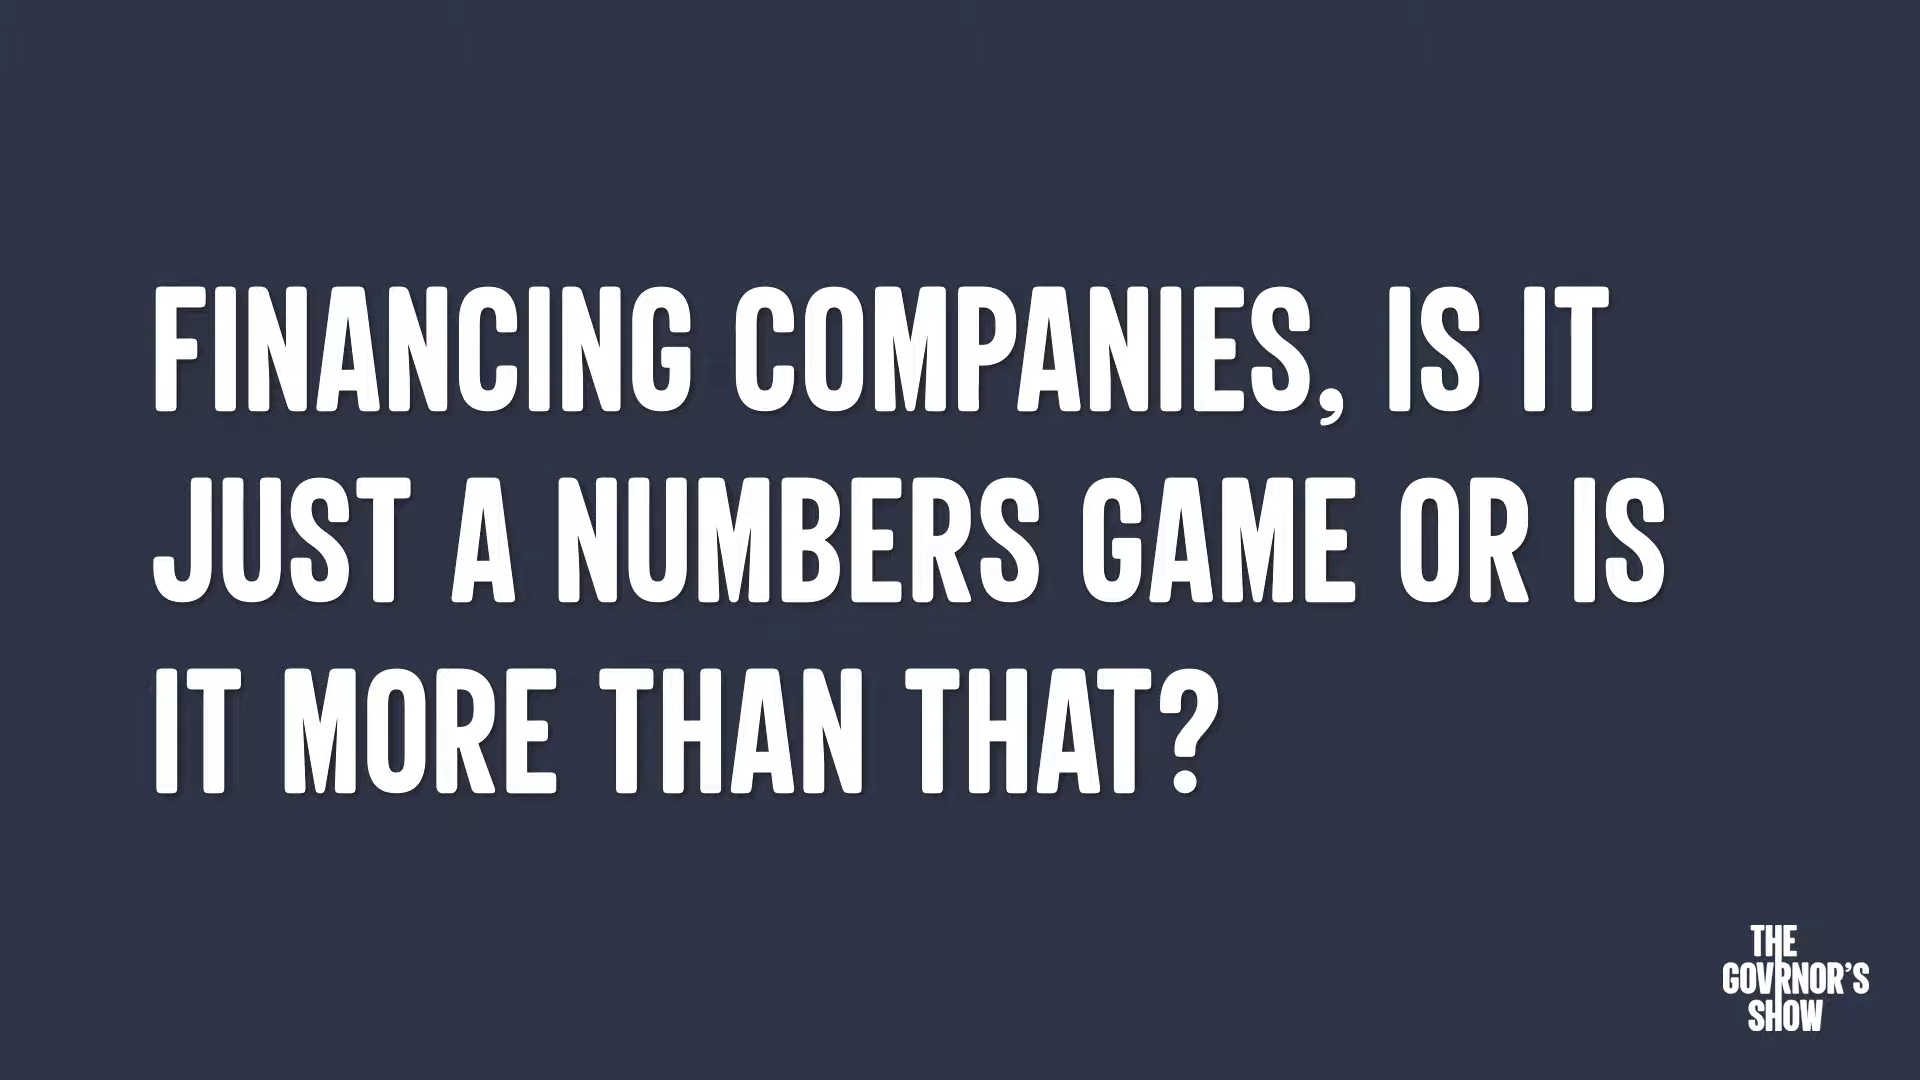 FINANCING COMPANIES, IS IT
JUST A NUMBERS GAME OR IS
IT MORE THAN THAT?
THE
GOVRNOR'S
SHOW